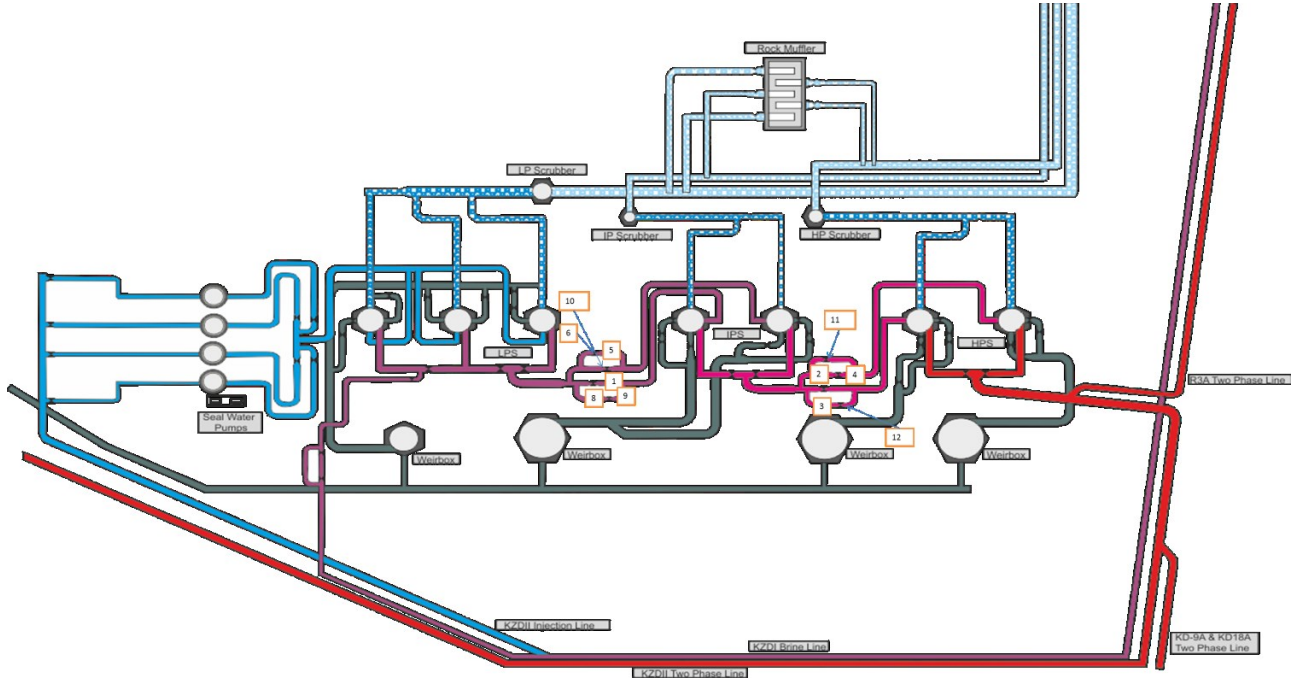 Rock Muffler
LP Scrubber
IP Scrubber
HP Scrubber
10
11
6
5
LPS
IPS
HPS
1
2
4
R3A Two Phase Line
8
9
3
12
Seal Water
Pumps
Weirbox
Weirbox
Weirbox
Weirbox
KZDII Injection Line
KZDI Brine Line
KD-9A & KD18A
Two Phase Line
KZDII Two Phase Line